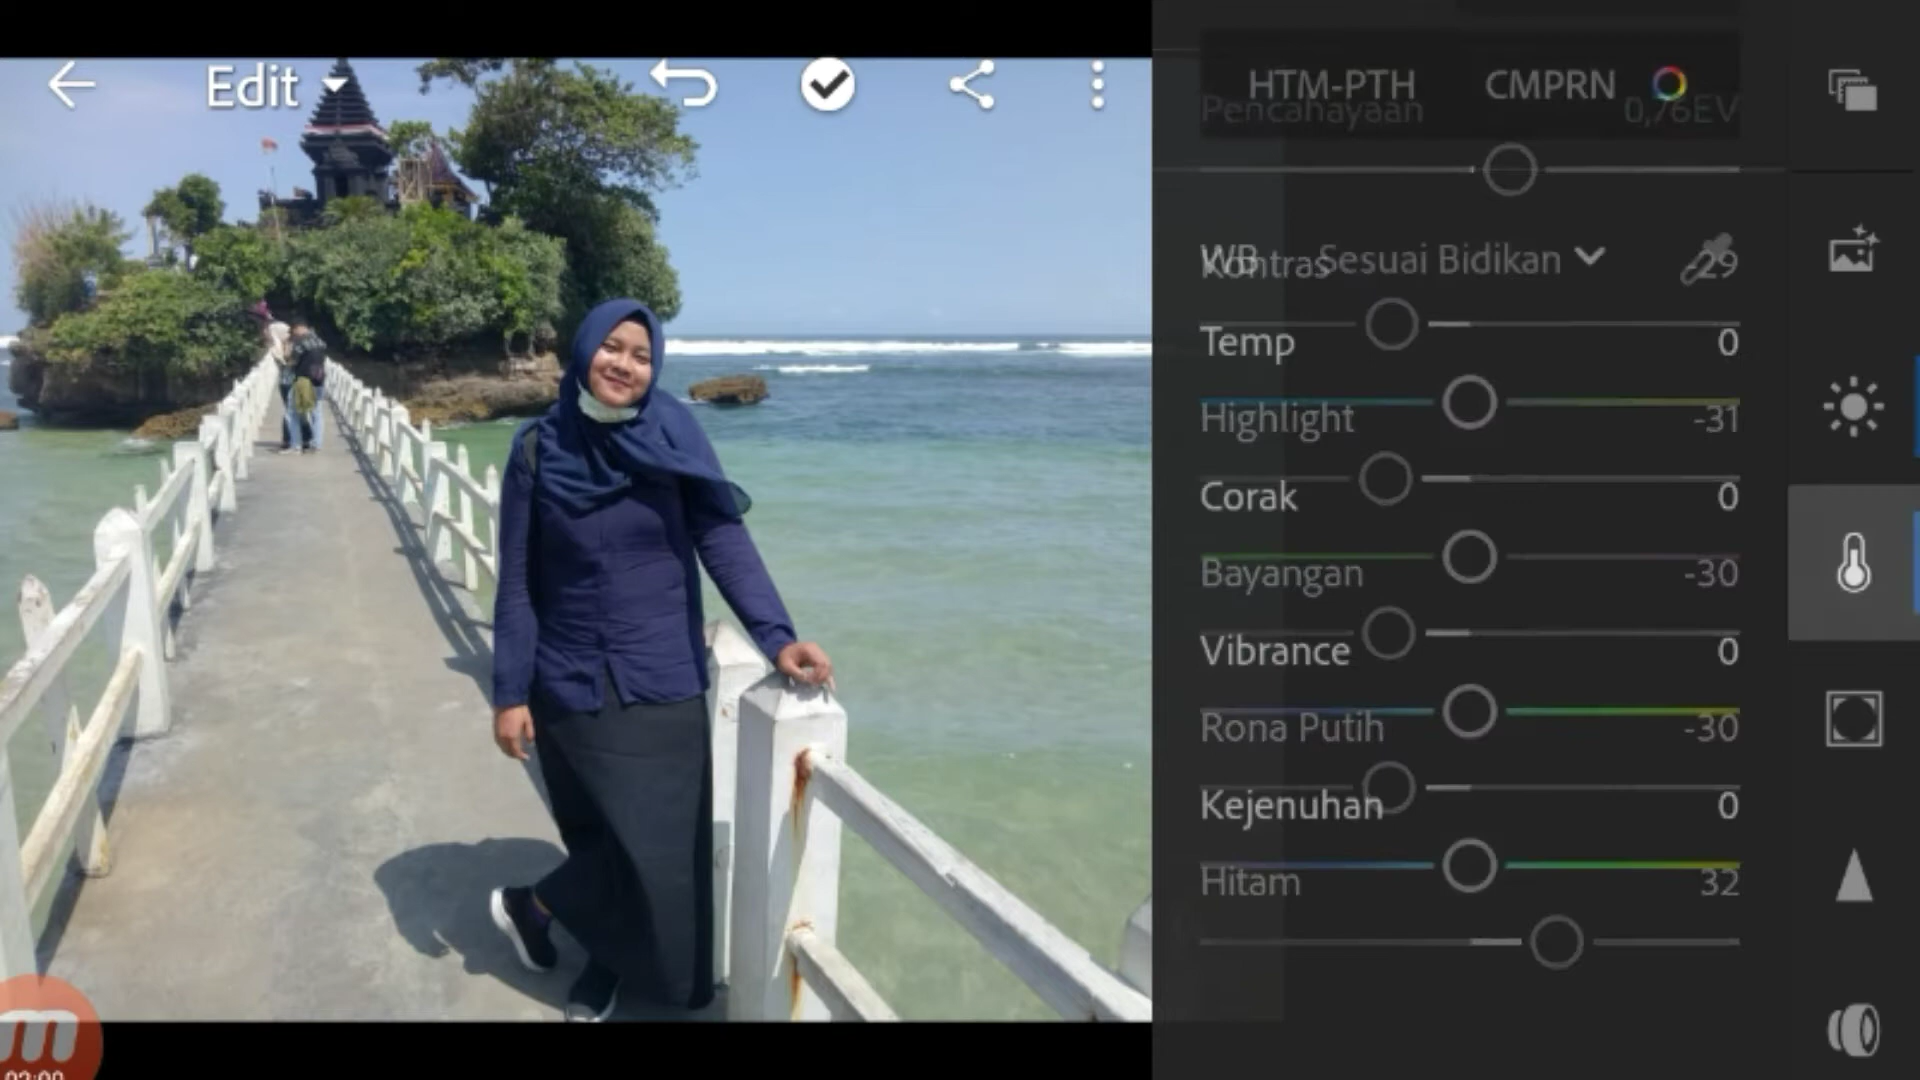 Edit
HTM-PTH CMPRN
Pencahayaan 0,76EV
WB Sesuai Bidikan
Kontras 29
Temp 0
Highlight -31
Corak 0
Bayangan -30
Vibrance 0
Rona Putih -30
Kejenuhan 0
Hitam 32